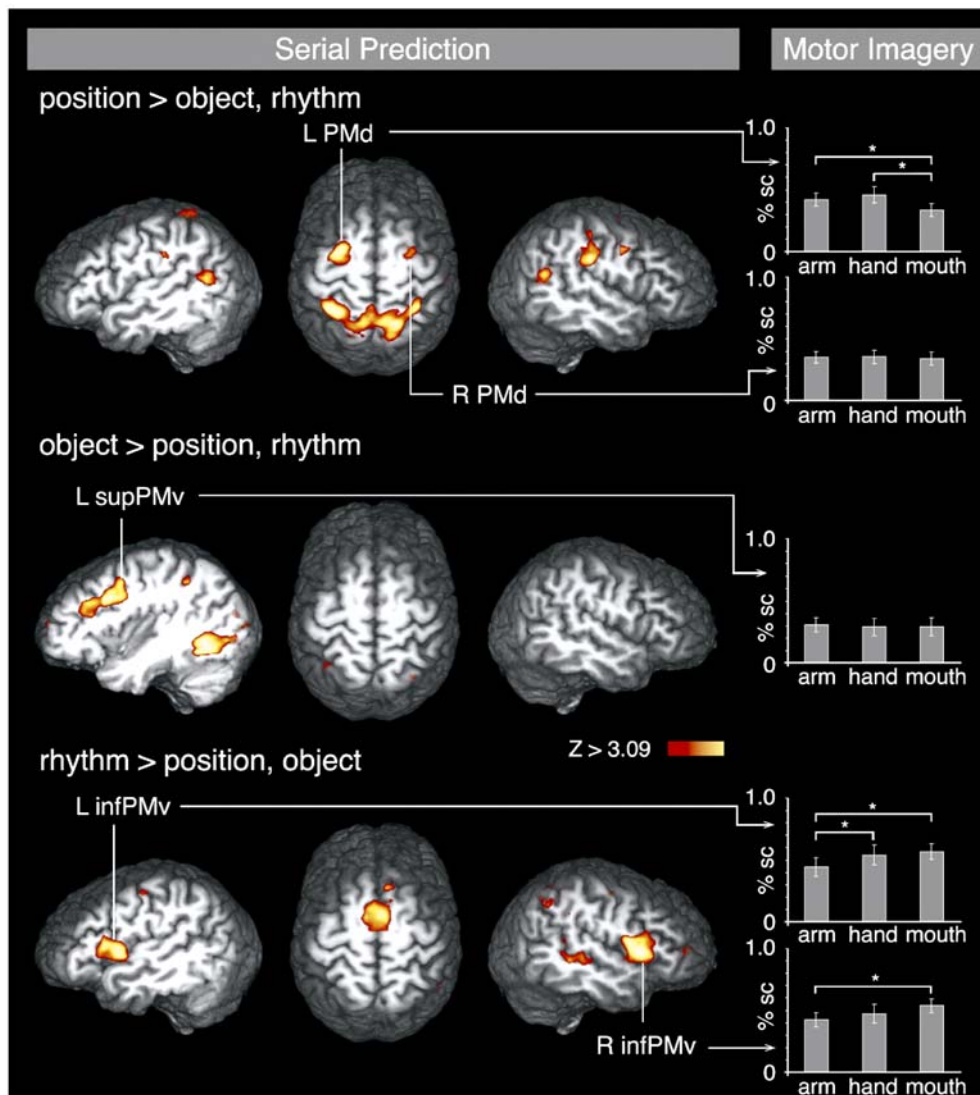 Serial Prediction
Motor Imagery
position > object, rhythm
L PMd
R PMd
1.0
*
*
% sc
0
arm hand mouth
% sc
0
arm hand mouth
object > position, rhythm
L supPMv
1.0
% sc
0
arm hand mouth
Z > 3.09
rhythm > position, object
L infPMv
R infPMv
1.0
*
*
% sc
0
arm hand mouth
1.0
*
% sc
0
arm hand mouth